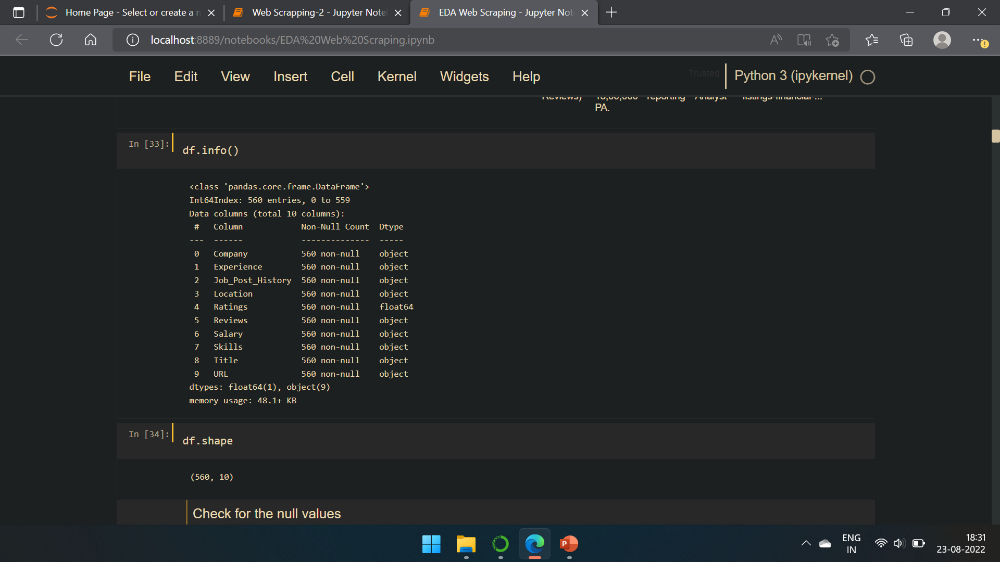 Home Page - Select or create a n
Web Scrapping-2 - Jupyter Note
EDA Web Scraping - Jupyter Not
localhost:8889/notebooks/EDA%20Web%20Scraping.ipynb
File Edit View Insert Cell Kernel Widgets Help
Trusted
Python 3 (ipykernel)
Reviews) 15,00,000 reporting Analyst listings-financial-...
PA.
In [33]:
df.info()
<class 'pandas.core.frame.DataFrame'>
Int64Index: 560 entries, 0 to 559
Data columns (total 10 columns):
# Column Non-Null Count Dtype
--- ------ -------------- -----
0 Company 560 non-null object
1 Experience 560 non-null object
2 Job_Post_History 560 non-null object
3 Location 560 non-null object
4 Ratings 560 non-null float64
5 Reviews 560 non-null object
6 Salary 560 non-null object
7 Skills 560 non-null object
8 Title 560 non-null object
9 URL 560 non-null object
dtypes: float64(1), object(9)
memory usage: 48.1+ KB
In [34]:
df.shape
(560, 10)
Check for the null values
P
ENG
IN
18:31
23-08-2022